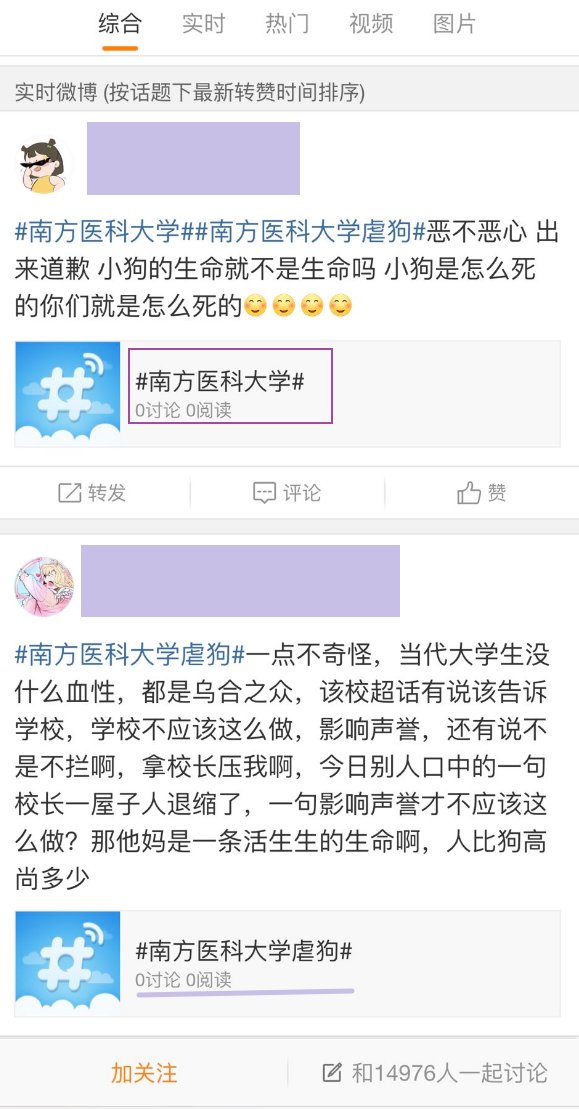 综合 实时 热门 视频 图片
实时微博 (按话题下最新转赞时间排序)
#南方医科大学##南方医科大学虐狗#恶不恶心 出
来道歉 小狗的生命就不是生命吗 小狗是怎么死
的你们就是怎么死的😊😊😊😊
#南方医科大学#
0讨论 0阅读
转发 评论 赞
#南方医科大学虐狗#一点不奇怪，当代大学生没
什么血性，都是乌合之众，该校超话有说该告诉
学校，学校不应该这么做，影响声誉，还有说不
是不拦啊，拿校长压我啊，今日别人口中的一句
校长一屋子人退缩了，一句影响声誉才不应该这
么做？那他妈是一条活生生的生命啊，人比狗高
尚多少
#南方医科大学虐狗#
0讨论 0阅读
加关注 和14976人一起讨论